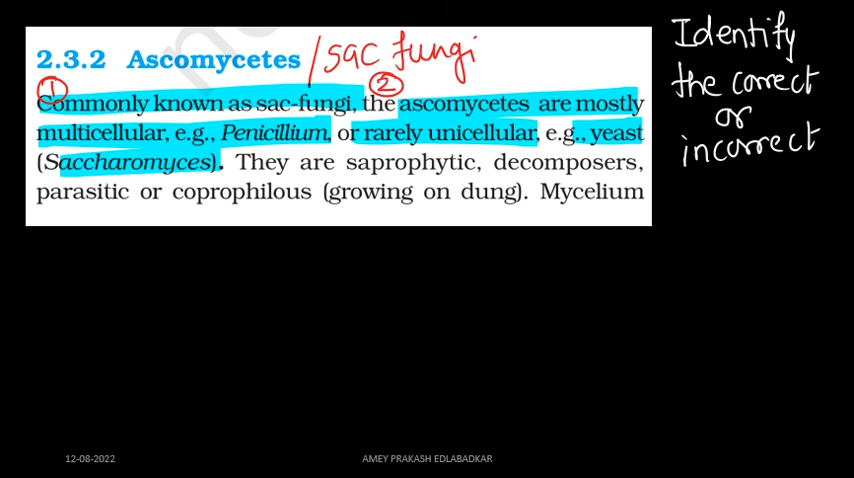 2.3.2 Ascomycetes /sac fungi
① ②
Commonly known as sac-fungi, the ascomycetes are mostly
multicellular, e.g., Penicillium, or rarely unicellular, e.g., yeast
(Saccharomyces). They are saprophytic, decomposers,
parasitic or coprophilous (growing on dung). Mycelium
Identify
the correct
or
incorrect
12-08-2022
AMEY PRAKASH EDLABADKAR